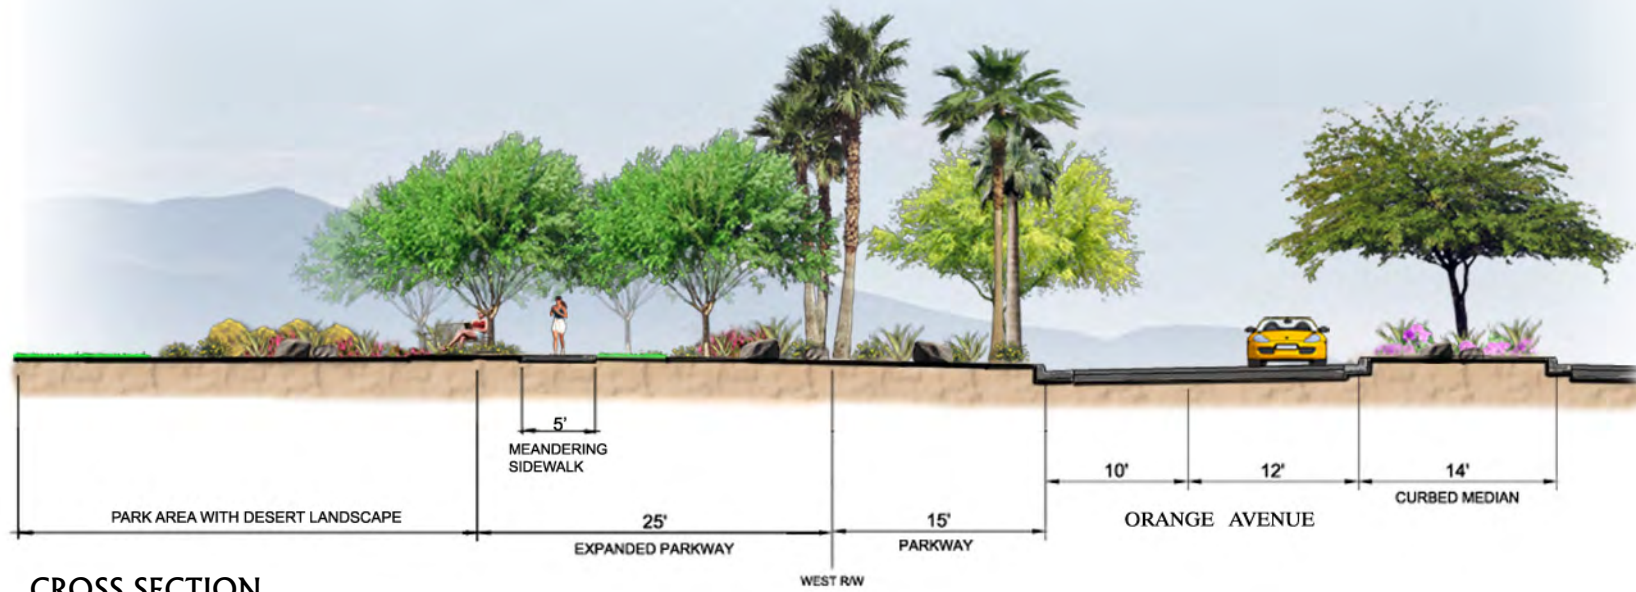 5'
MEANDERING
SIDEWALK
10'
12'
14'
CURBED MEDIAN
PARK AREA WITH DESERT LANDSCAPE
25'
15'
ORANGE AVENUE
EXPANDED PARKWAY
PARKWAY
WEST R/W
CROSS SECTION